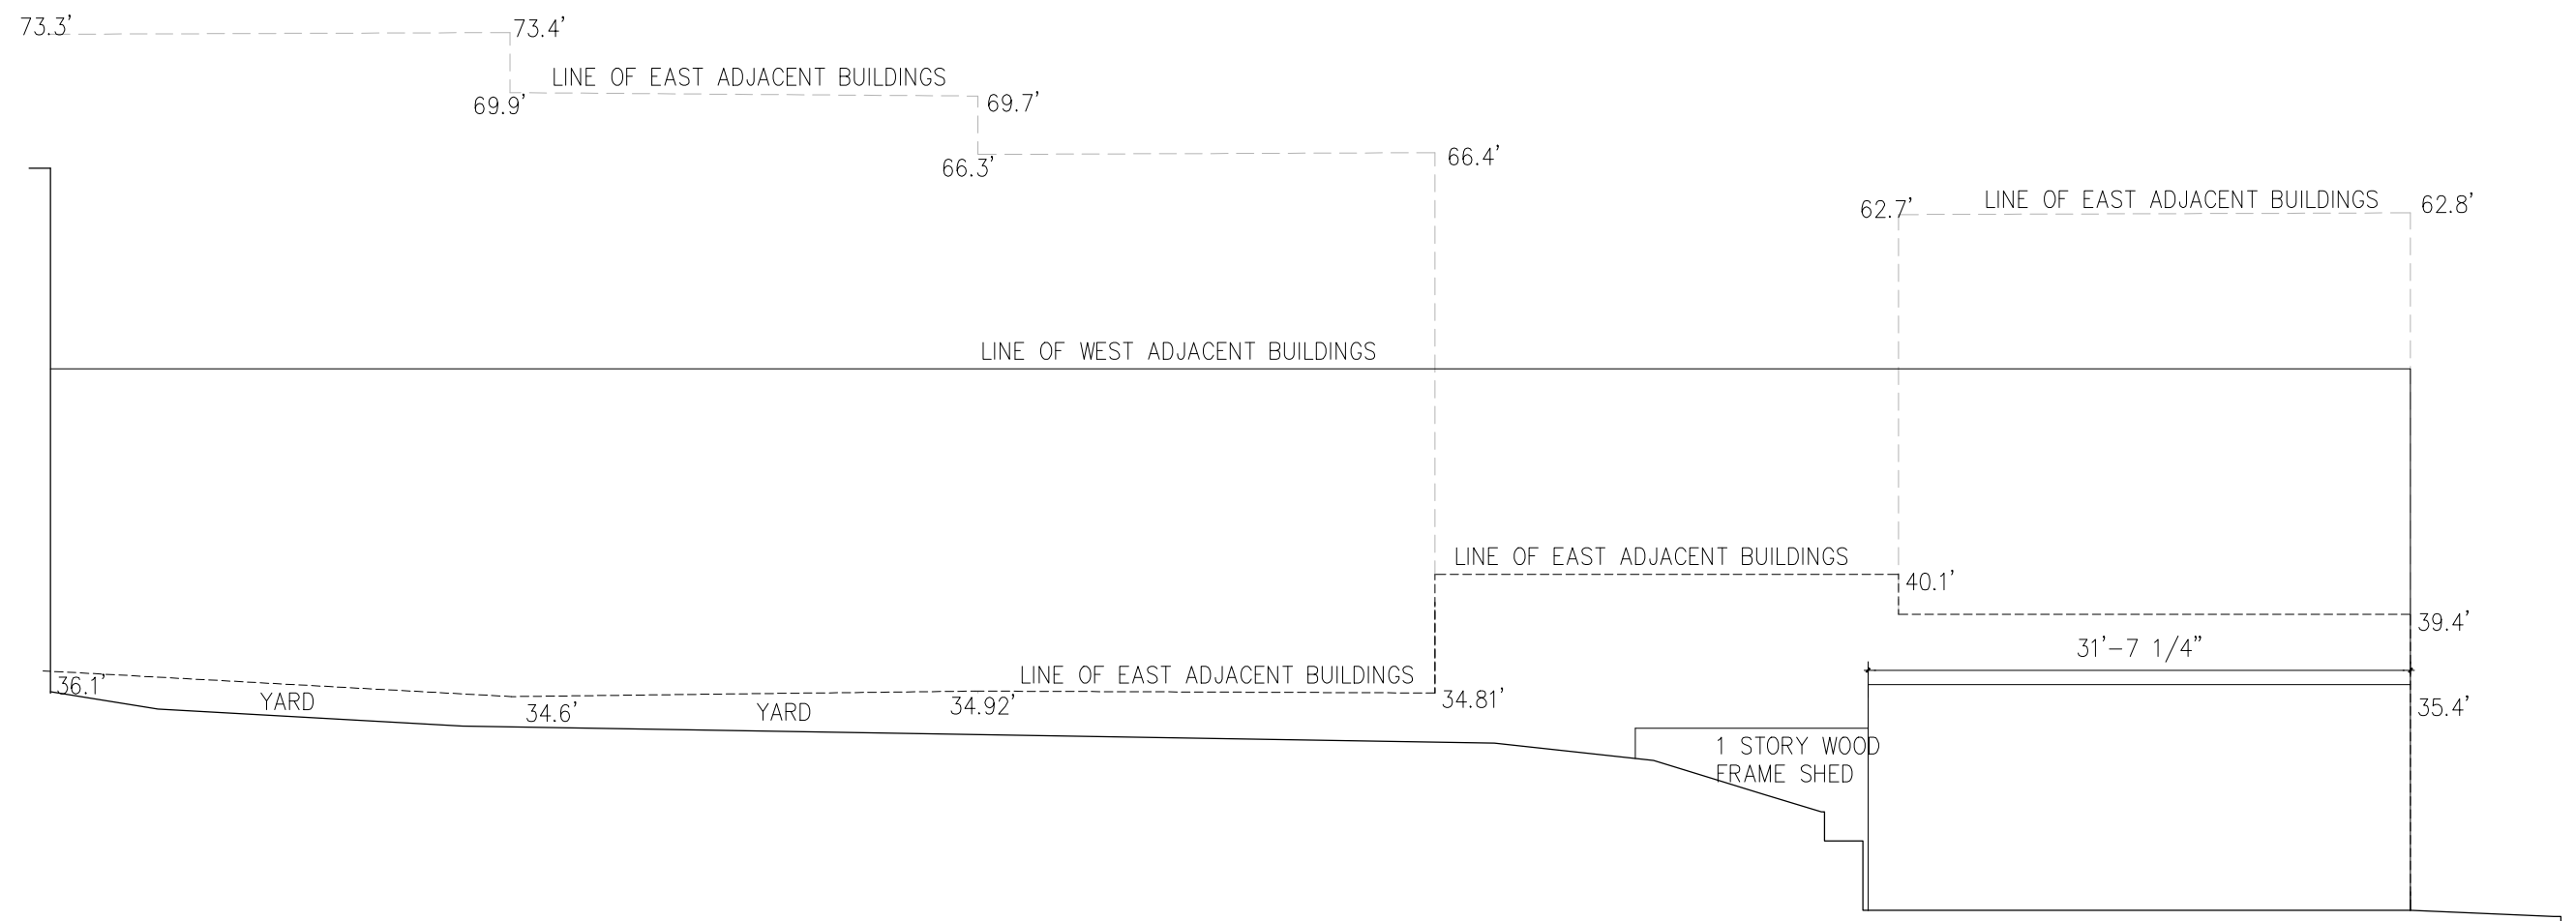 73.3'
73.4'
LINE OF EAST ADJACENT BUILDINGS
69.9'
69.7'
66.3'
66.4'
62.7'
LINE OF EAST ADJACENT BUILDINGS
62.8'
LINE OF WEST ADJACENT BUILDINGS
LINE OF EAST ADJACENT BUILDINGS
40.1'
39.4'
31'-7 1/4"
LINE OF EAST ADJACENT BUILDINGS
36.1'
YARD
34.6'
YARD
34.92'
34.81'
35.4'
1 STORY WOOD
FRAME SHED